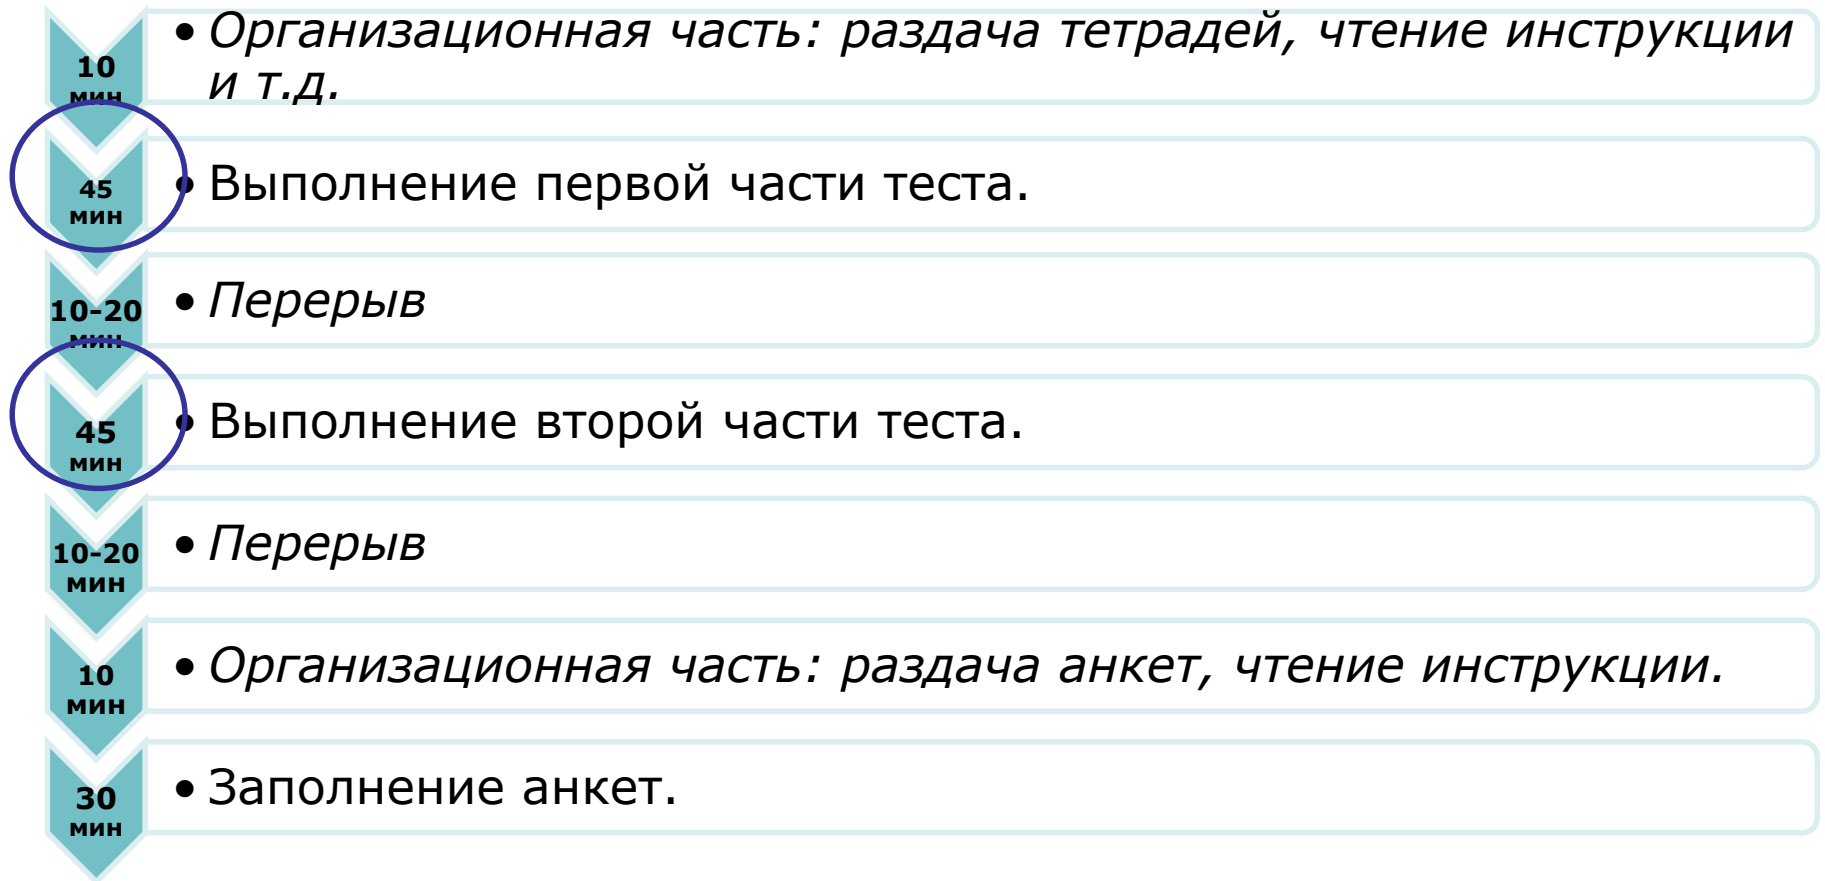 10
мин
• Организационная часть: раздача тетрадей, чтение инструкции
и т.д.
45
мин
• Выполнение первой части теста.
10-20
мин
• Перерыв
45
мин
• Выполнение второй части теста.
10-20
мин
• Перерыв
10
мин
• Организационная часть: раздача анкет, чтение инструкции.
30
мин
• Заполнение анкет.